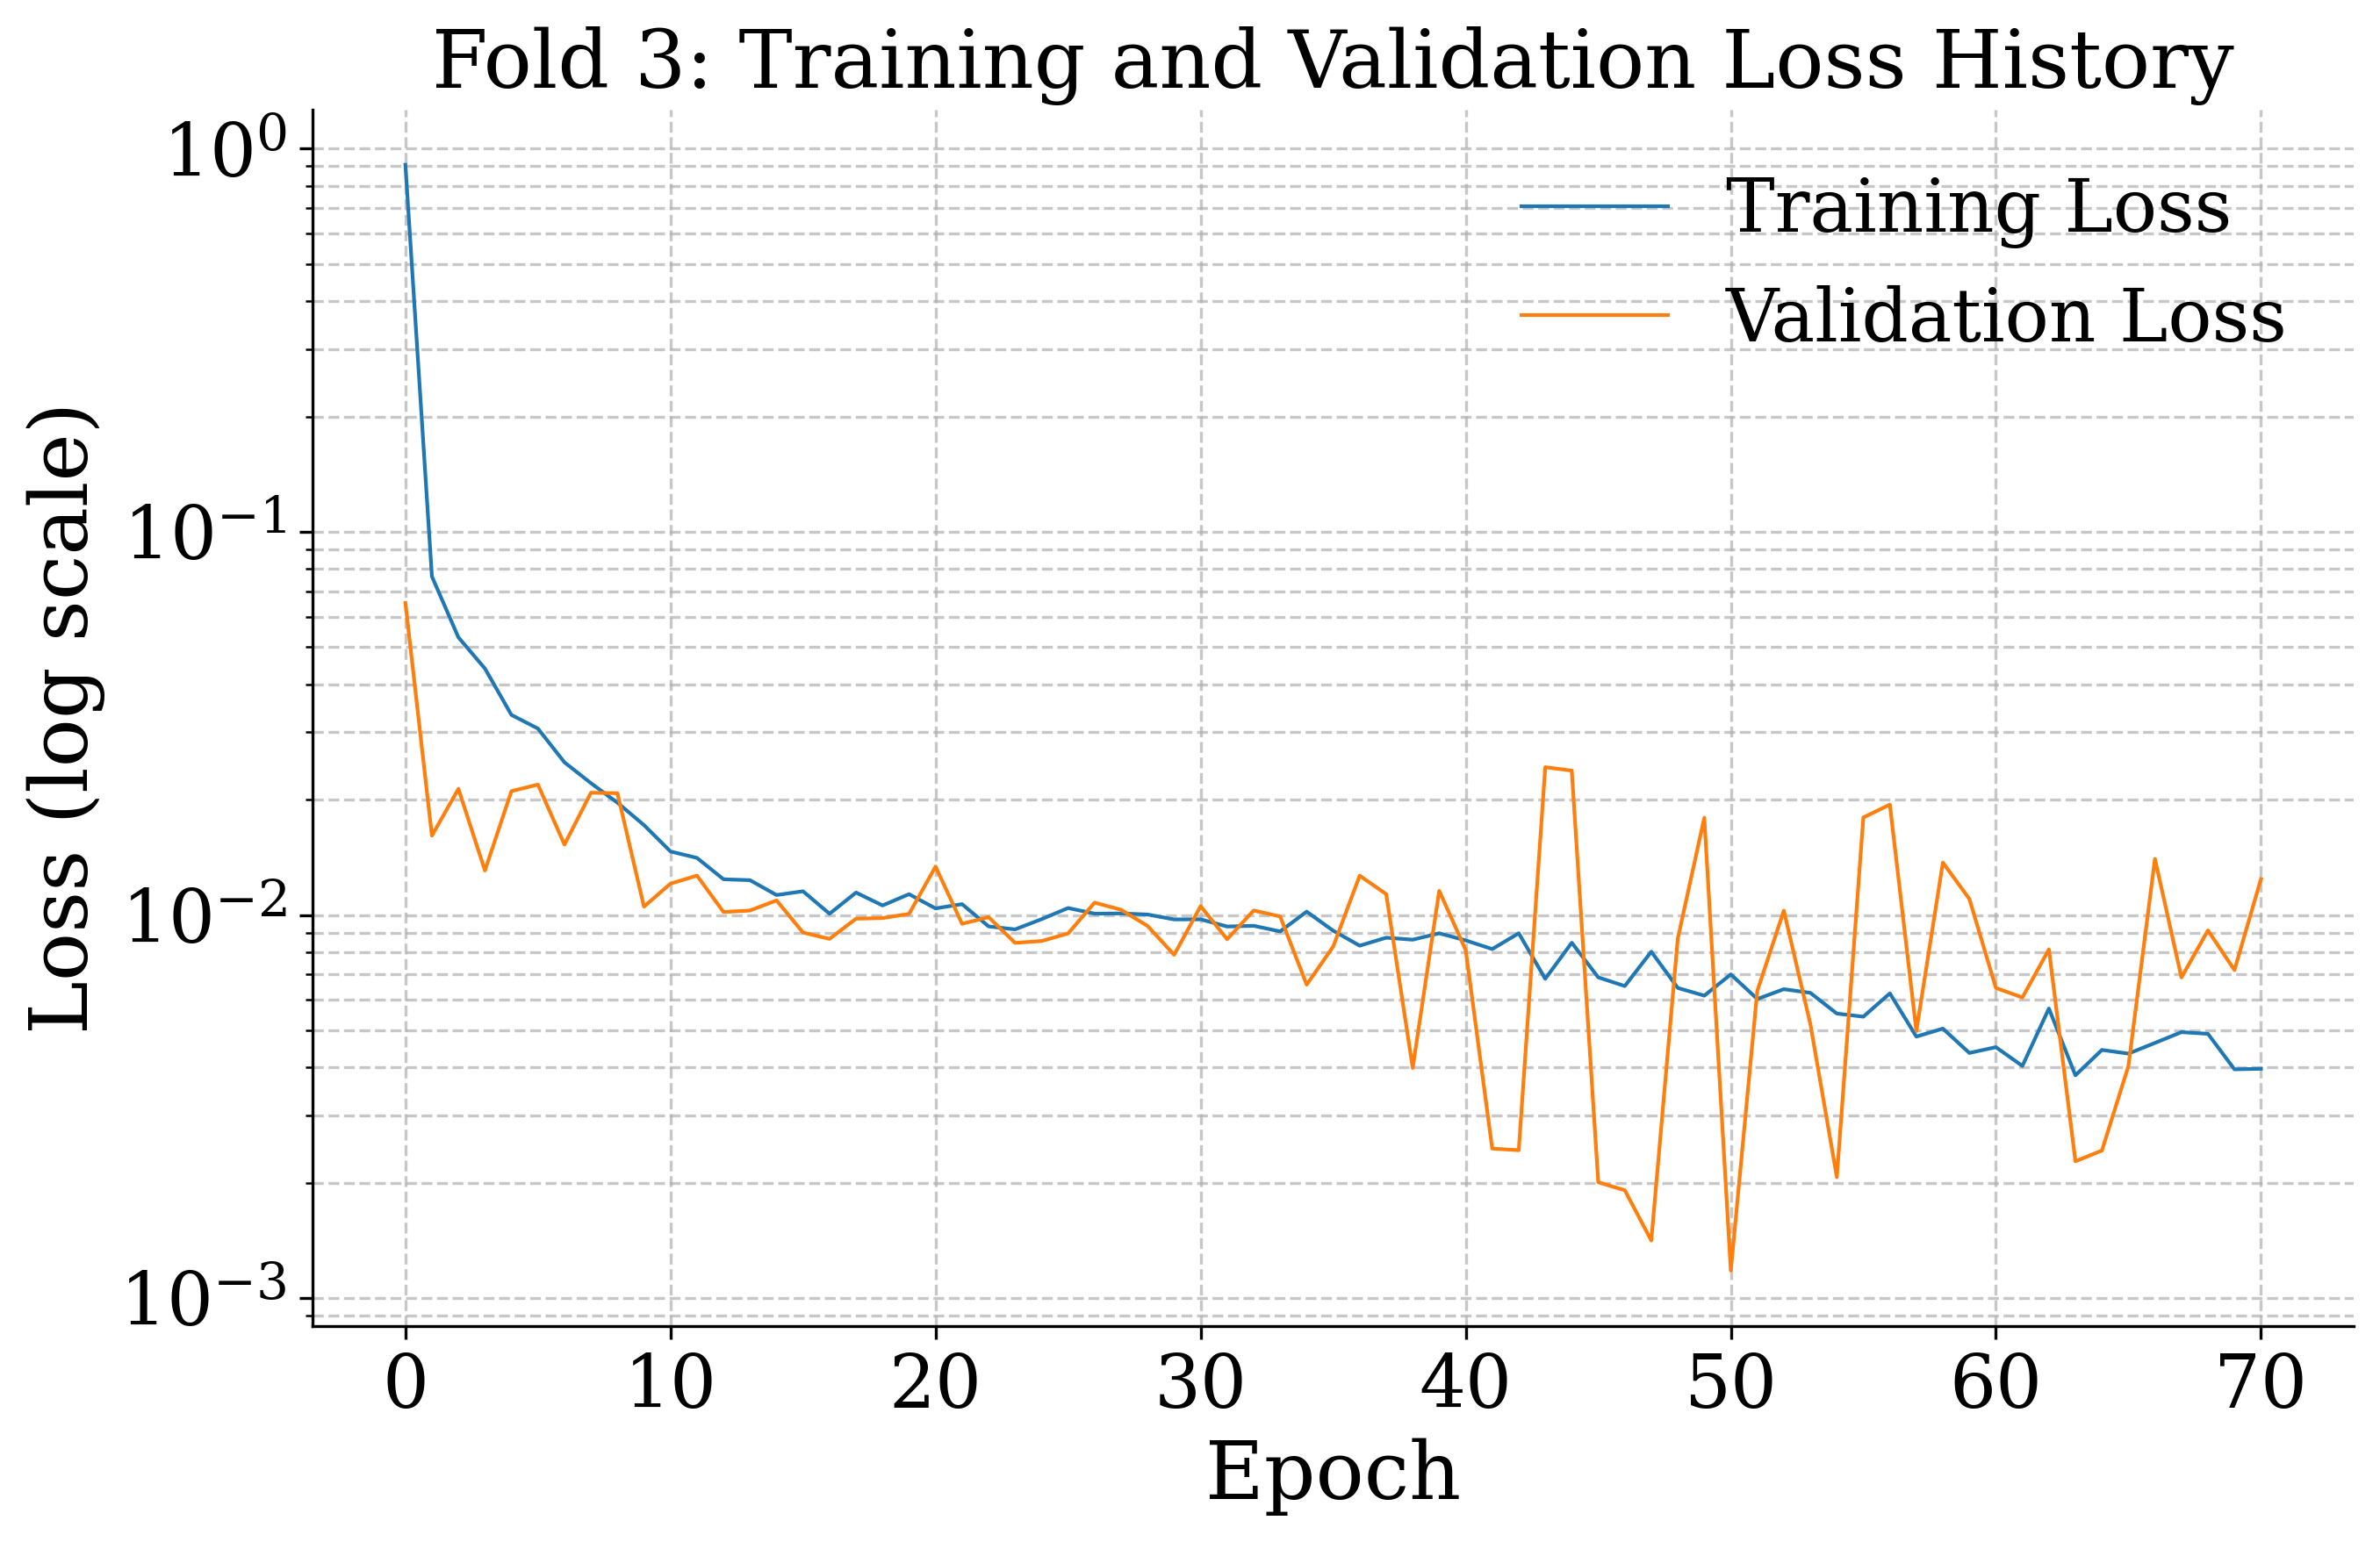 Fold 3: Training and Validation Loss History
10⁰
10⁻¹
10⁻²
10⁻³
Loss (log scale)
Training Loss
Validation Loss
0 10 20 30 40 50 60 70
Epoch